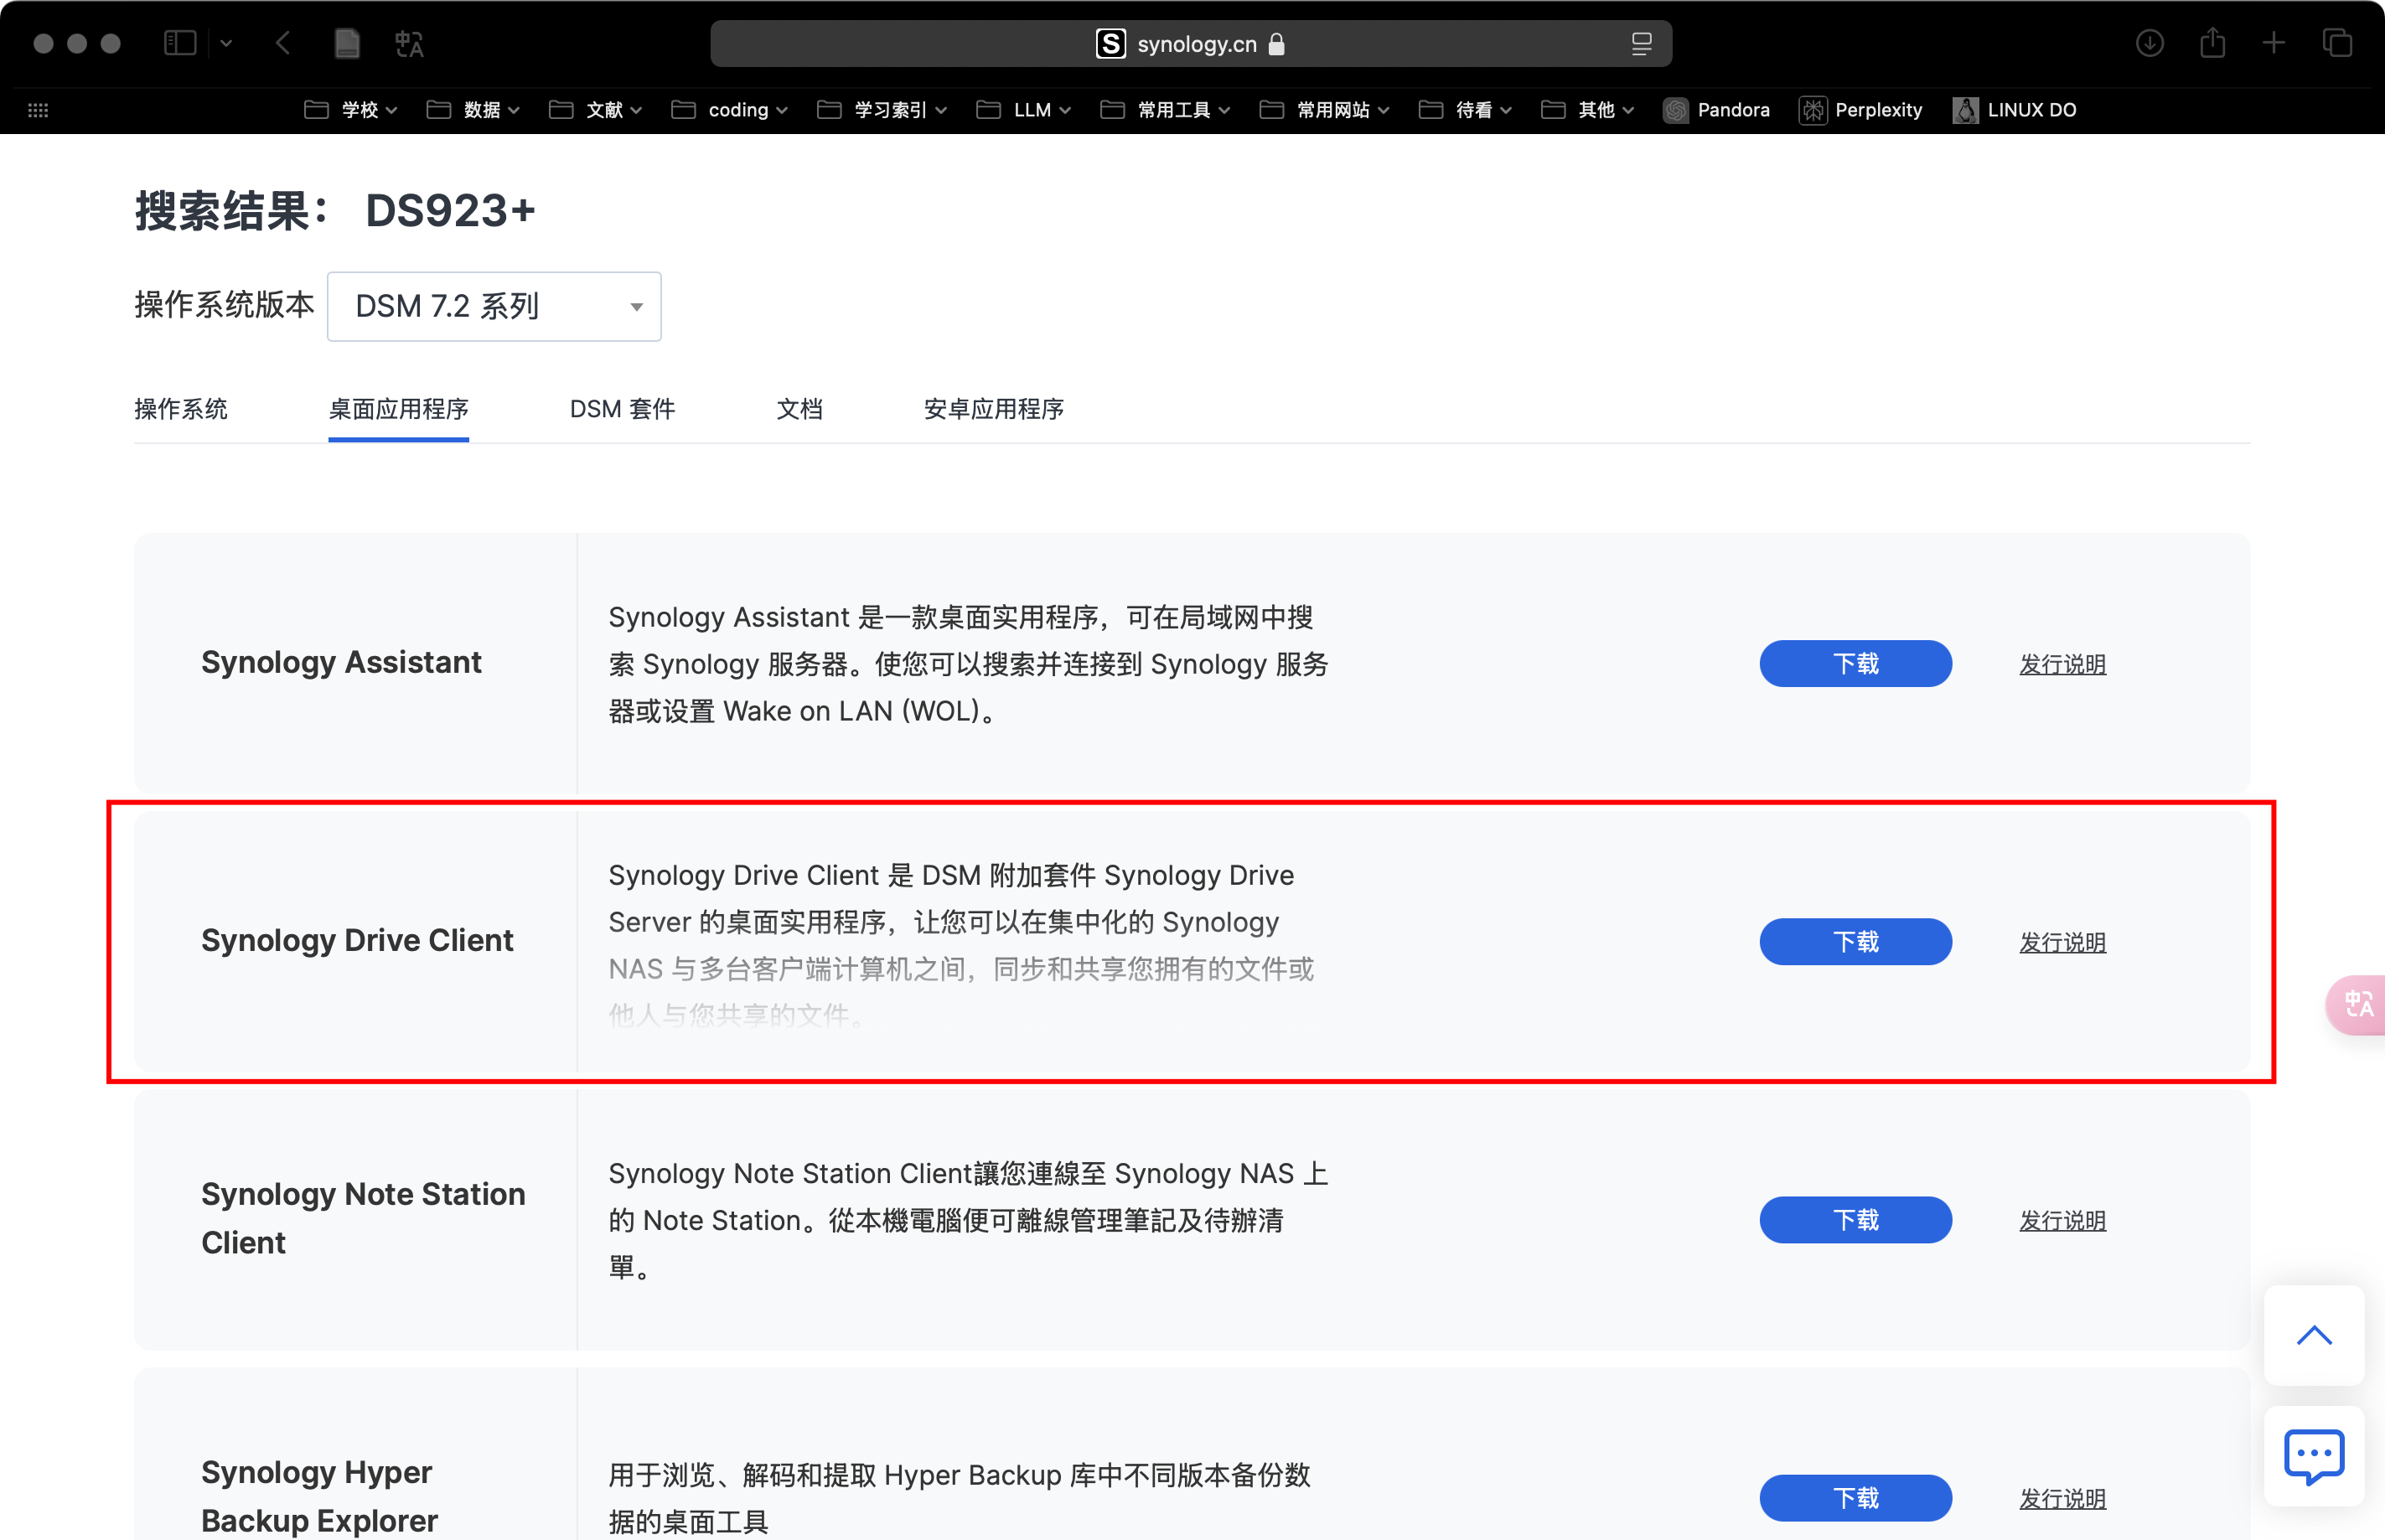 synology.cn
学校
数据
文献
coding
学习索引
LLM
常用工具
常用网站
待看
其他
Pandora
Perplexity
LINUX DO
搜索结果： DS923+
操作系统版本 DSM 7.2 系列
操作系统
桌面应用程序
DSM 套件
文档
安卓应用程序
Synology Assistant
Synology Assistant 是一款桌面实用程序，可在局域网中搜
索 Synology 服务器。使您可以搜索并连接到 Synology 服务
器或设置 Wake on LAN (WOL)。
下载
发行说明
Synology Drive Client
Synology Drive Client 是 DSM 附加套件 Synology Drive
Server 的桌面实用程序，让您可以在集中化的 Synology
NAS 与多台客户端计算机之间，同步和共享您拥有的文件或
他人与您共享的文件。
下载
发行说明
Synology Note Station
Client
Synology Note Station Client讓您連線至 Synology NAS 上
的 Note Station。從本機電腦便可離線管理筆記及待辦清
單。
下载
发行说明
Synology Hyper
Backup Explorer
用于浏览、解码和提取 Hyper Backup 库中不同版本备份数
据的桌面工具
下载
发行说明